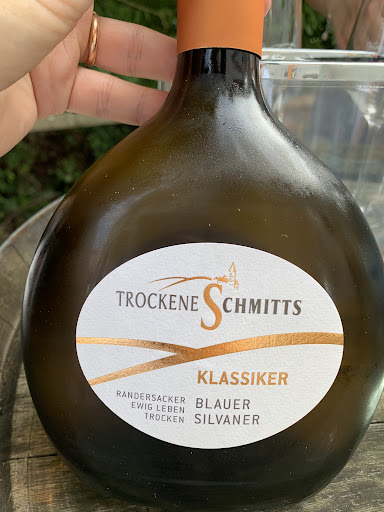 TROCKENE SCHMITTS
KLASSIKER
RANDERSACKER
EWIG LEBEN
TROCKEN
BLAUER
SILVANER